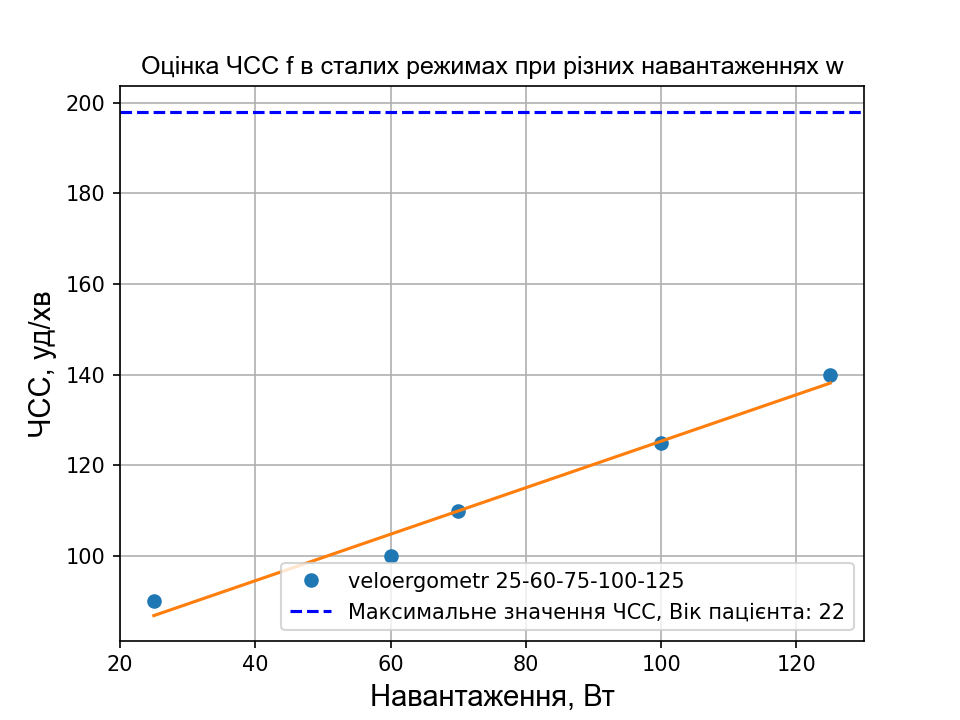 Оцінка ЧСС f в сталих режимах при різних навантаженнях w
200
180
160
140
120
100
ЧСС, уд/хв
veloergometr 25-60-75-100-125
Максимальне значення ЧСС, Вік пацієнта: 22
20 40 60 80 100 120
Навантаження, Вт